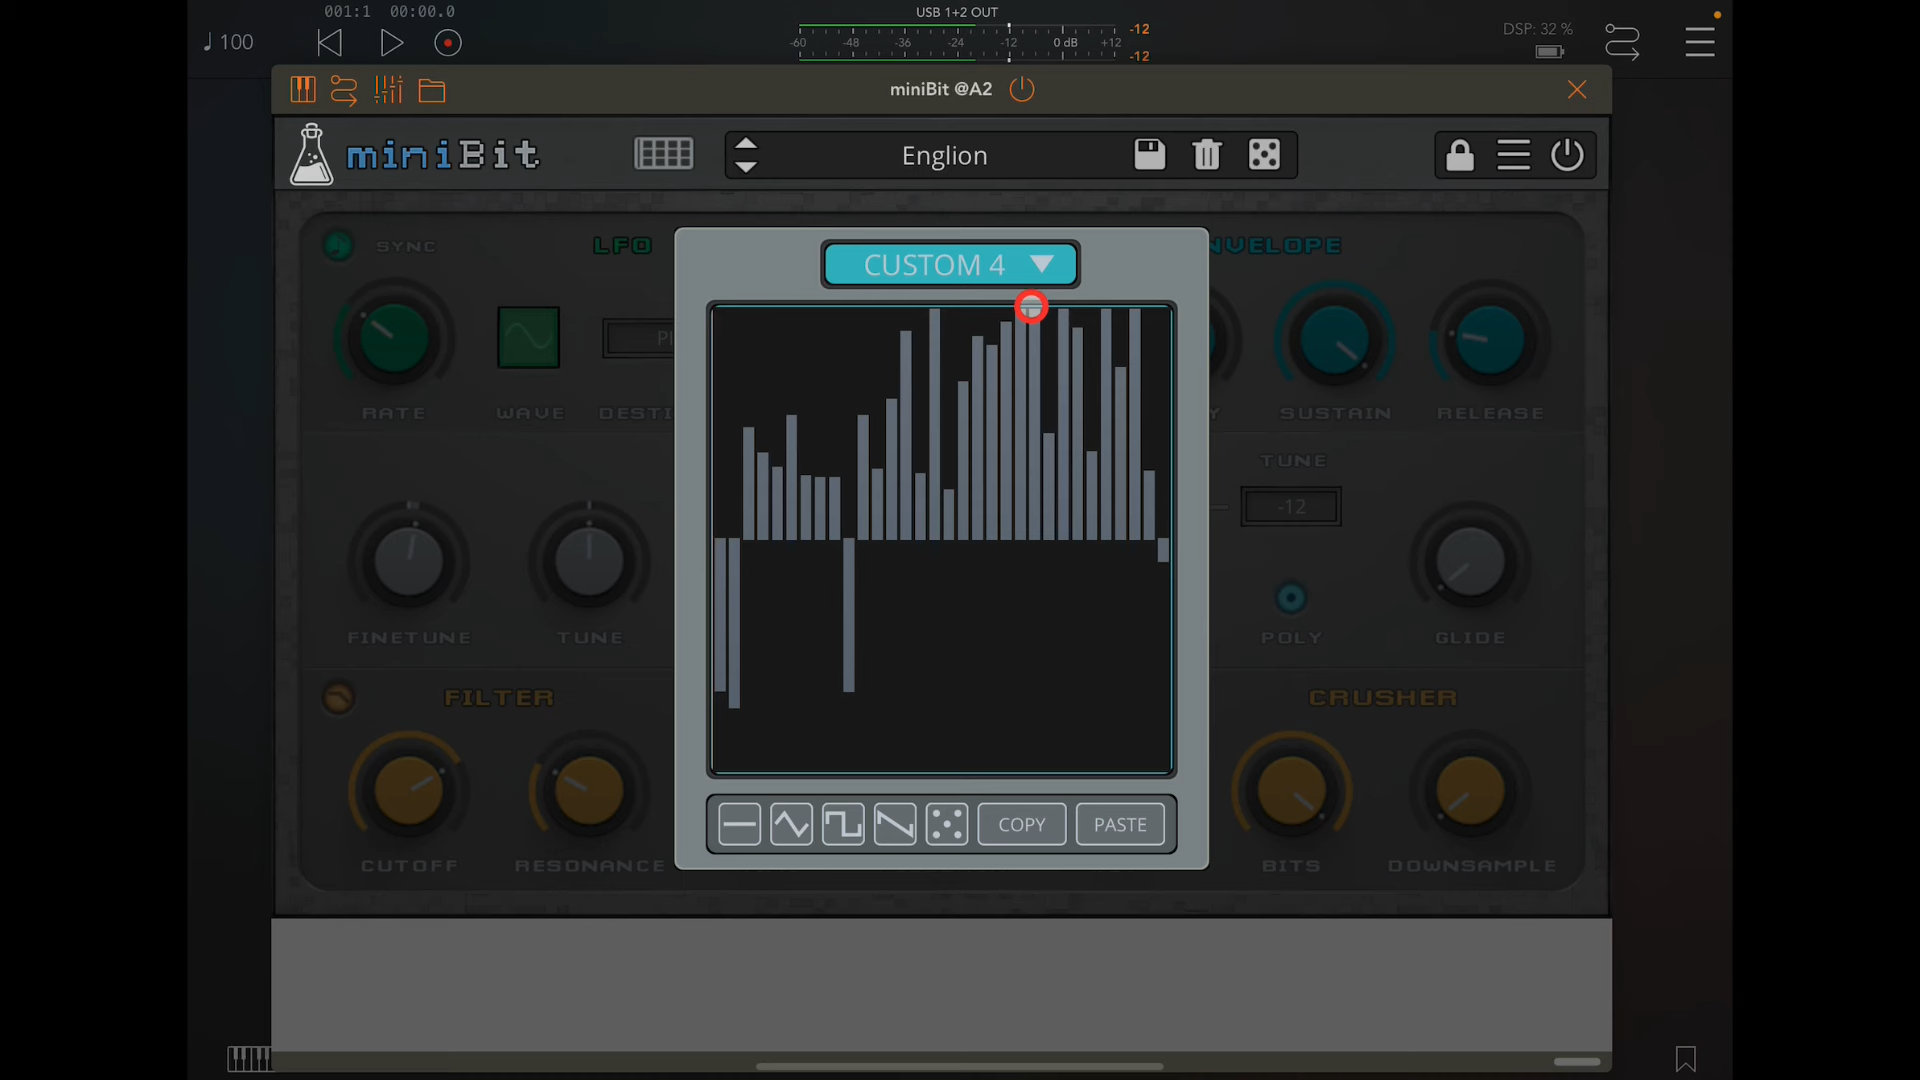 001:1 00:00.0
USB 1+2 OUT
♩ 100
-60 -48 -36 -24 -12 0 dB +12
-12
-12
DSP: 32 %
miniBit @A2
miniBit
Englion
SYNC
LFO
CUSTOM 4
NVELOPE
PI
RATE
WAVE
DESTI
Y
SUSTAIN
RELEASE
TUNE
-12
FINETUNE
TUNE
POLY
GLIDE
FILTER
CRUSHER
COPY
PASTE
CUTOFF
RESONANCE
BITS
DOWNSAMPLE